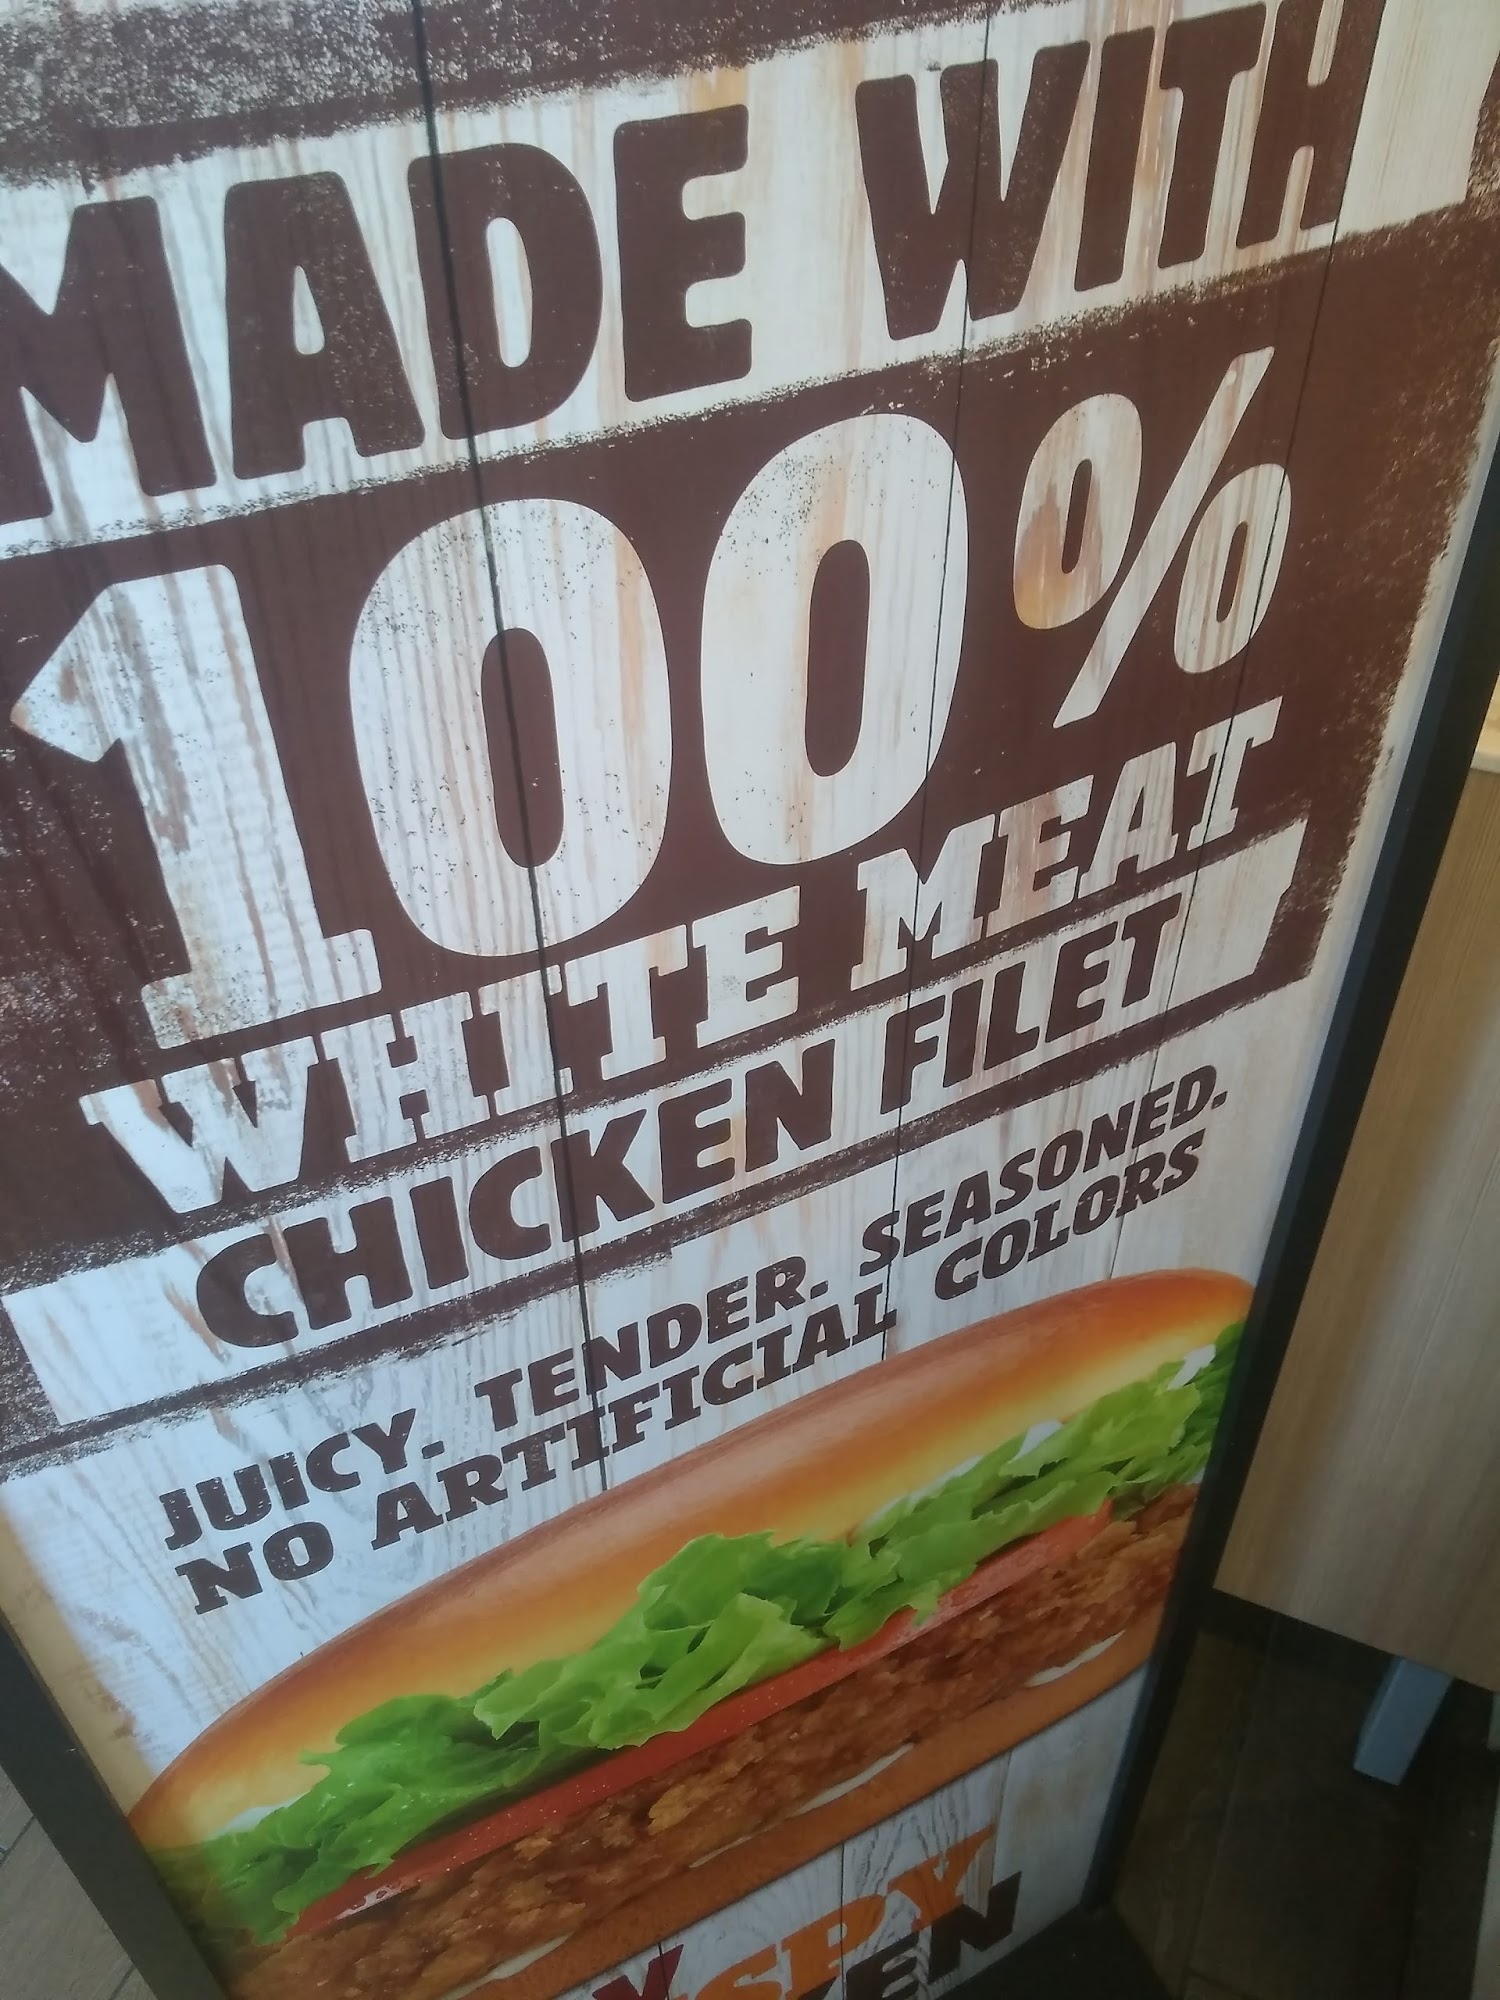 MADE WITH
100%
WHITE MEAT
CHICKEN FILET
JUICY. TENDER. SEASONED.
NO ARTIFICIAL COLORS